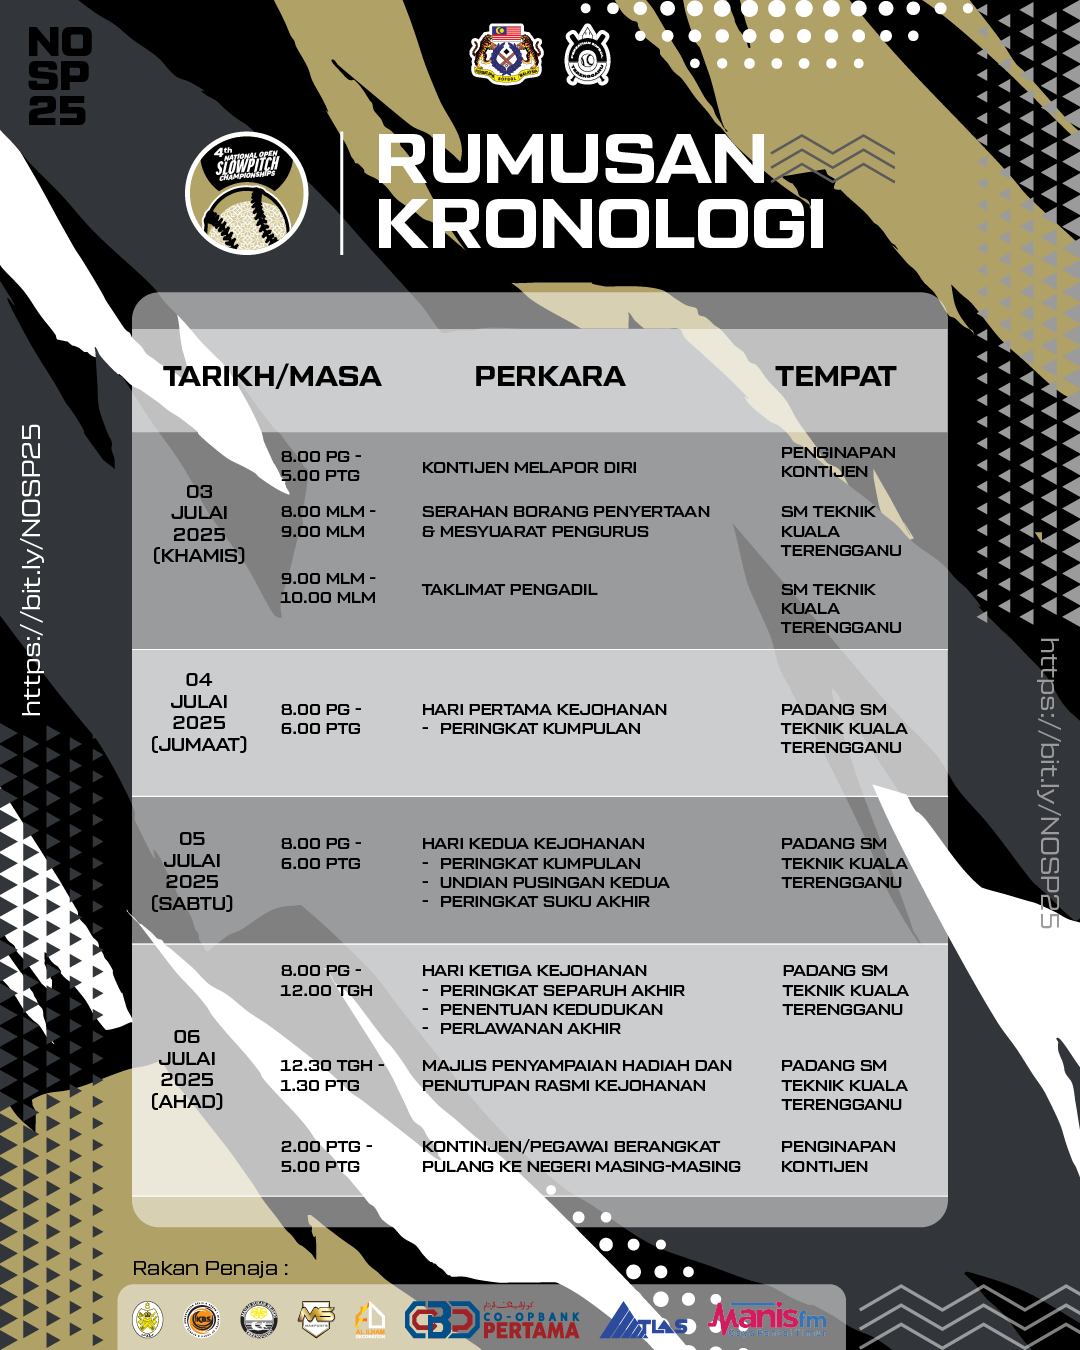 NO
SP
25
4th
NATIONAL OPEN
SLOWPITCH
CHAMPIONSHIPS
RUMUSAN
KRONOLOGI
TARIKH/MASA PERKARA TEMPAT
03
JULAI
2025
(KHAMIS)
8.00 PG -
5.00 PTG
KONTIJEN MELAPOR DIRI
PENGINAPAN
KONTIJEN
8.00 MLM -
9.00 MLM
SERAHAN BORANG PENYERTAAN
& MESYUARAT PENGURUS
SM TEKNIK
KUALA
TERENGGANU
9.00 MLM -
10.00 MLM
TAKLIMAT PENGADIL
SM TEKNIK
KUALA
TERENGGANU
04
JULAI
2025
(JUMAAT)
8.00 PG -
6.00 PTG
HARI PERTAMA KEJOHANAN
- PERINGKAT KUMPULAN
PADANG SM
TEKNIK KUALA
TERENGGANU
05
JULAI
2025
(SABTU)
8.00 PG -
6.00 PTG
HARI KEDUA KEJOHANAN
- PERINGKAT KUMPULAN
- UNDIAN PUSINGAN KEDUA
- PERINGKAT SUKU AKHIR
PADANG SM
TEKNIK KUALA
TERENGGANU
06
JULAI
2025
(AHAD)
8.00 PG -
12.00 TGH
HARI KETIGA KEJOHANAN
- PERINGKAT SEPARUH AKHIR
- PENENTUAN KEDUDUKAN
- PERLAWANAN AKHIR
PADANG SM
TEKNIK KUALA
TERENGGANU
12.30 TGH -
1.30 PTG
MAJLIS PENYAMPAIAN HADIAH DAN
PENUTUPAN RASMI KEJOHANAN
PADANG SM
TEKNIK KUALA
TERENGGANU
2.00 PTG -
5.00 PTG
KONTINJEN/PEGAWAI BERANGKAT
PULANG KE NEGERI MASING-MASING
PENGINAPAN
KONTIJEN
https://bit.ly/NOSP25
https://bit.ly/NOSP25
Rakan Penaja :
KBS
MS
AL ILHAM
CBP
CO-OPBANK
PERTAMA
ATLAS
Manis fm